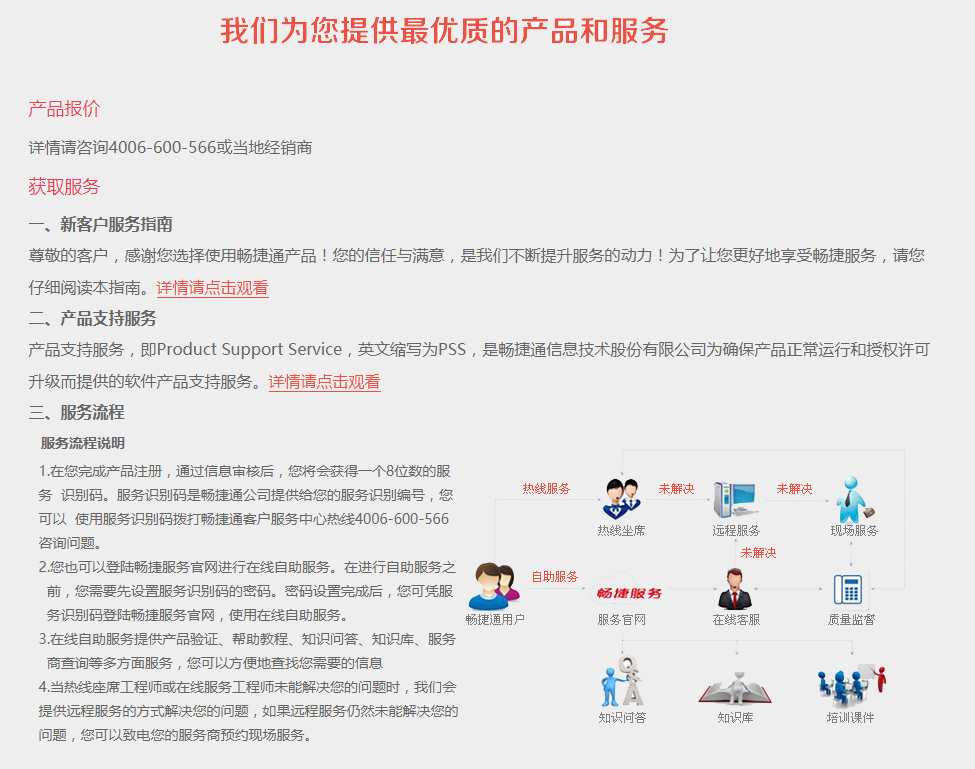 我们为您提供最优质的产品和服务
产品报价
详情请咨询4006-600-566或当地经销商
获取服务
一、新客户服务指南
尊敬的客户，感谢您选择使用畅捷通产品！您的信任与满意，是我们不断提升服务的动力！为了让您更好地享受畅捷服务，请您
仔细阅读本指南。详情请点击观看
二、产品支持服务
产品支持服务，即Product Support Service，英文缩写为PSS，是畅捷通信息技术股份有限公司为确保产品正常运行和授权许可
升级而提供的软件产品支持服务。详情请点击观看
三、服务流程
服务流程说明
1.在您完成产品注册，通过信息审核后，您将会获得一个8位数的服
务 识别码。服务识别码是畅捷通公司提供给您的服务识别编号，您
可以 使用服务识别码拨打畅捷通客户服务中心热线4006-600-566
咨询问题。
2.您也可以登陆畅捷服务官网进行在线自助服务。在进行自助服务之
前，您需要先设置服务识别码的密码。密码设置完成后，您可凭服
务识别码登陆畅捷服务官网，使用在线自助服务。
3.在线自助服务提供产品验证、帮助教程、知识问答、知识库、服务
商查询等多方面服务，您可以方便地查找您需要的信息
4.当热线座席工程师或在线服务工程师未能解决您的问题时，我们会
提供远程服务的方式解决您的问题，如果远程服务仍然未能解决您的
问题，您可以致电您的服务商预约现场服务。
热线服务
未解决
未解决
热线坐席
远程服务
现场服务
未解决
自助服务
畅捷服务
畅捷通用户
服务官网
在线客服
质量监督
Q
&
A
知识问答
知识库
培训课件